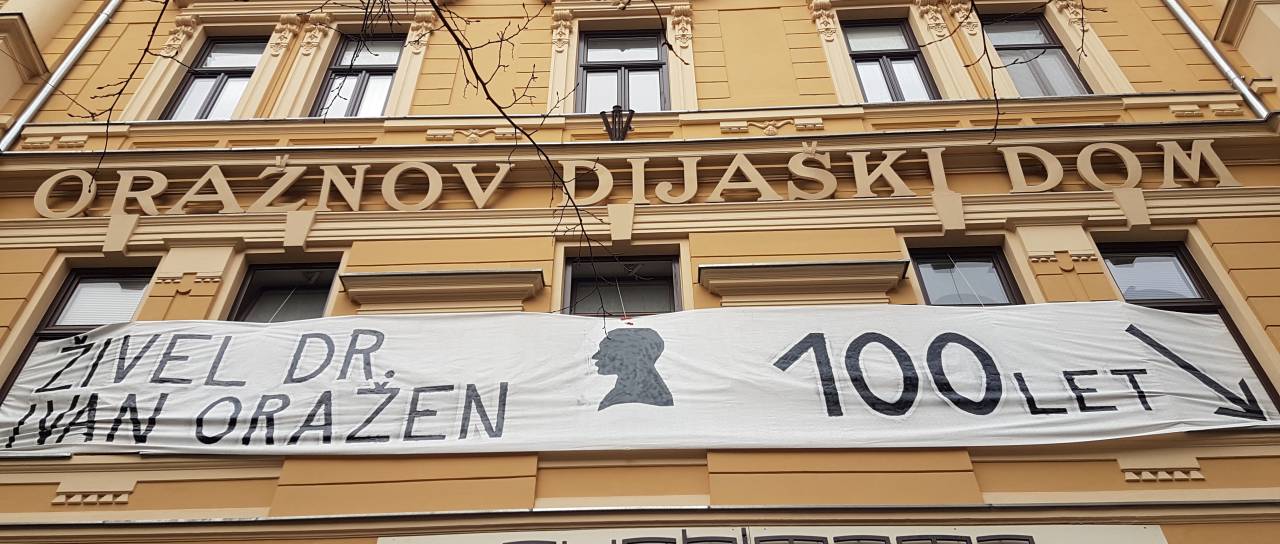 ORAŽNOV DIJAŠKI DOM
ŽIVEL DR.
IVAN ORAŽEN
100 LET